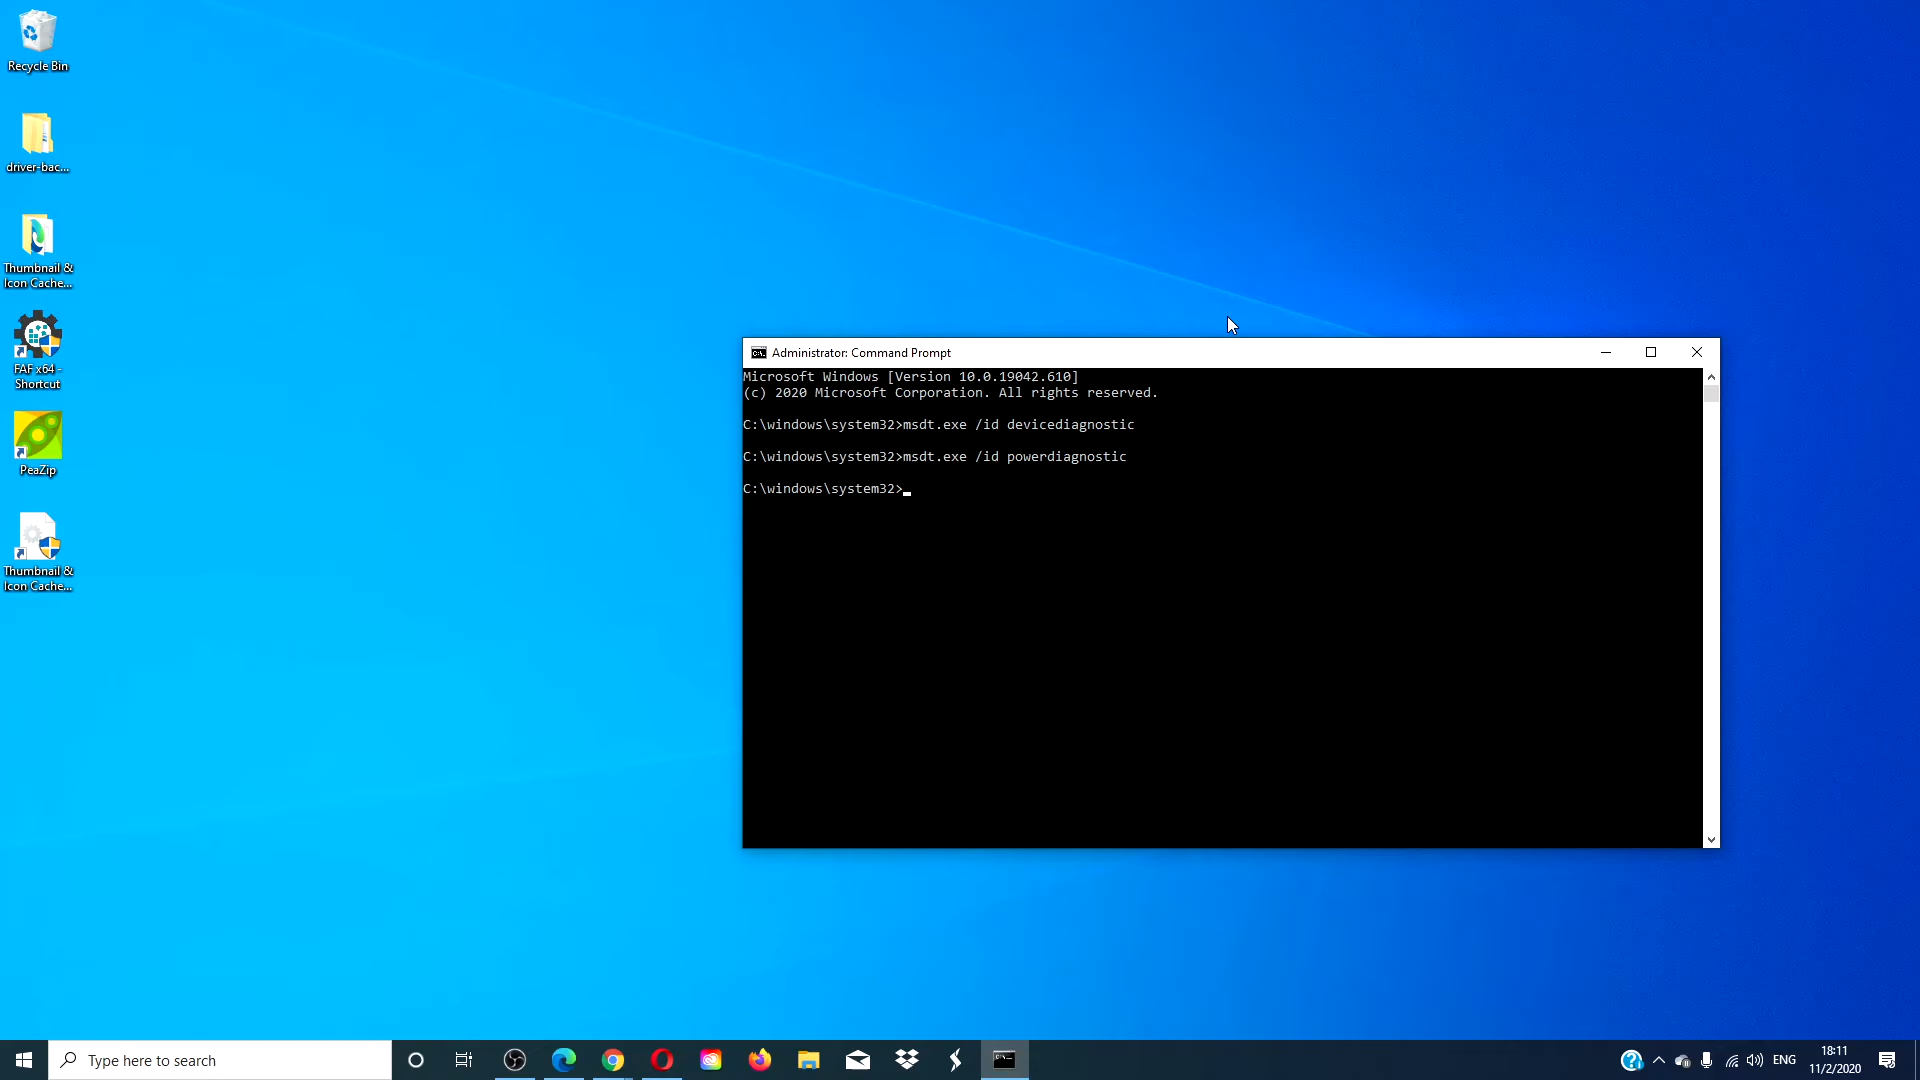 Recycle Bin
driver-bac...
Thumbnail &
Icon Cache...
FAF x64 -
Shortcut
PeaZip
Thumbnail &
Icon Cache...
Administrator: Command Prompt
Microsoft Windows [Version 10.0.19042.610]
(c) 2020 Microsoft Corporation. All rights reserved.
C:\windows\system32>msdt.exe /id devicediagnostic
C:\windows\system32>msdt.exe /id powerdiagnostic
C:\windows\system32>
Type here to search
ENG
18:11
11/2/2020